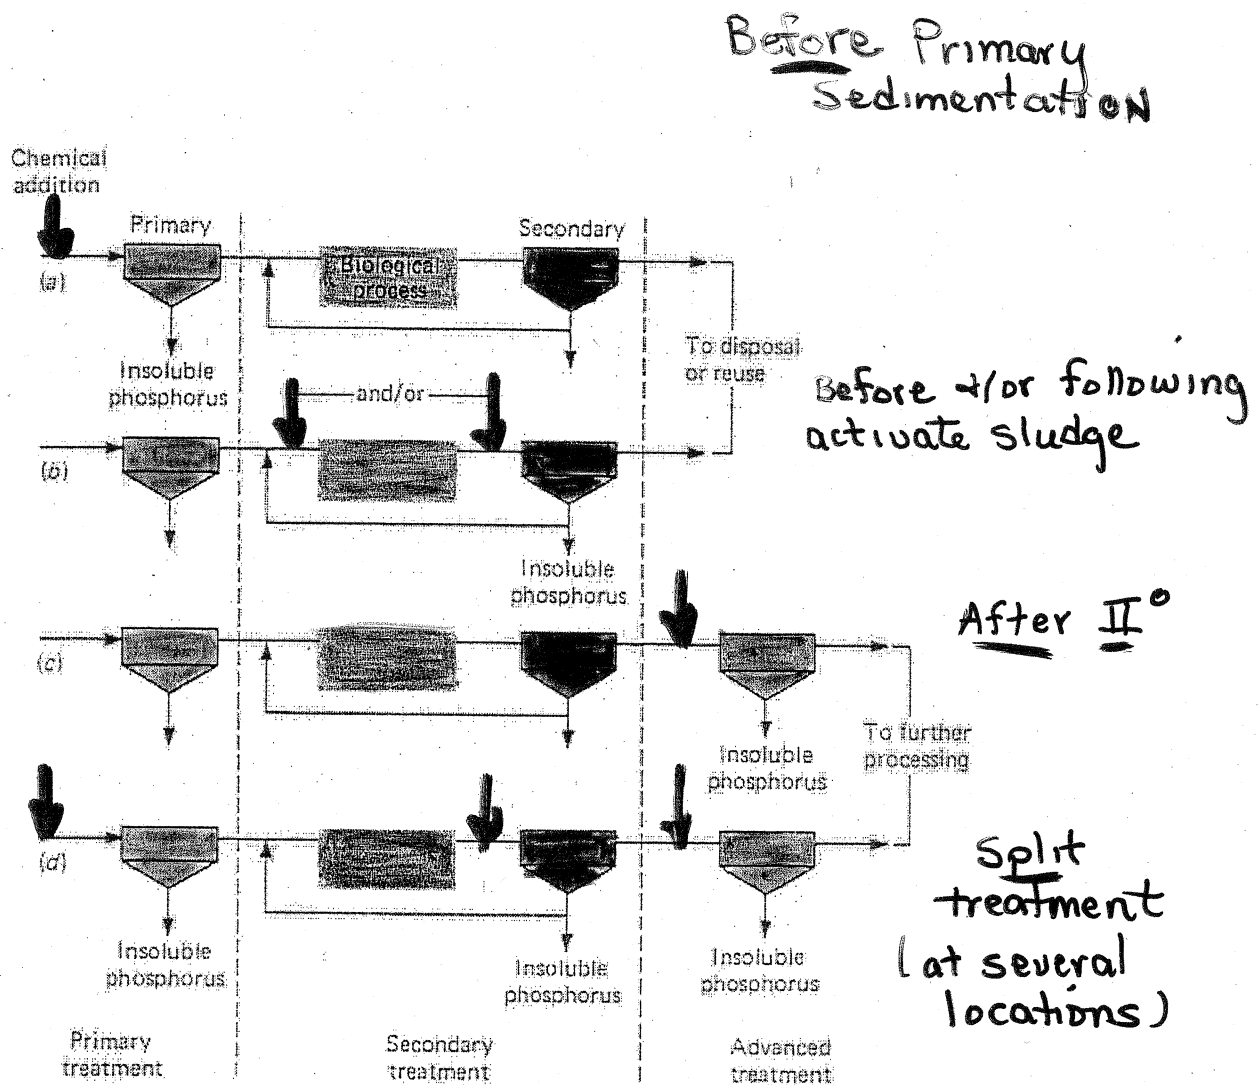 Before Primary
Sedimentation
Chemical
addition
Primary
Secondary
(a)
Biological
process
To disposal
or reuse
Insoluble
phosphorus
and/or
Before +/or following
activate sludge
(b)
Insoluble
phosphorus
After II°
(c)
Insoluble
phosphorus
To further
processing
(d)
Split
treatment
(at several
locations)
Insoluble
phosphorus
Insoluble
phosphorus
Insoluble
phosphorus
Primary
treatment
Secondary
treatment
Advanced
treatment